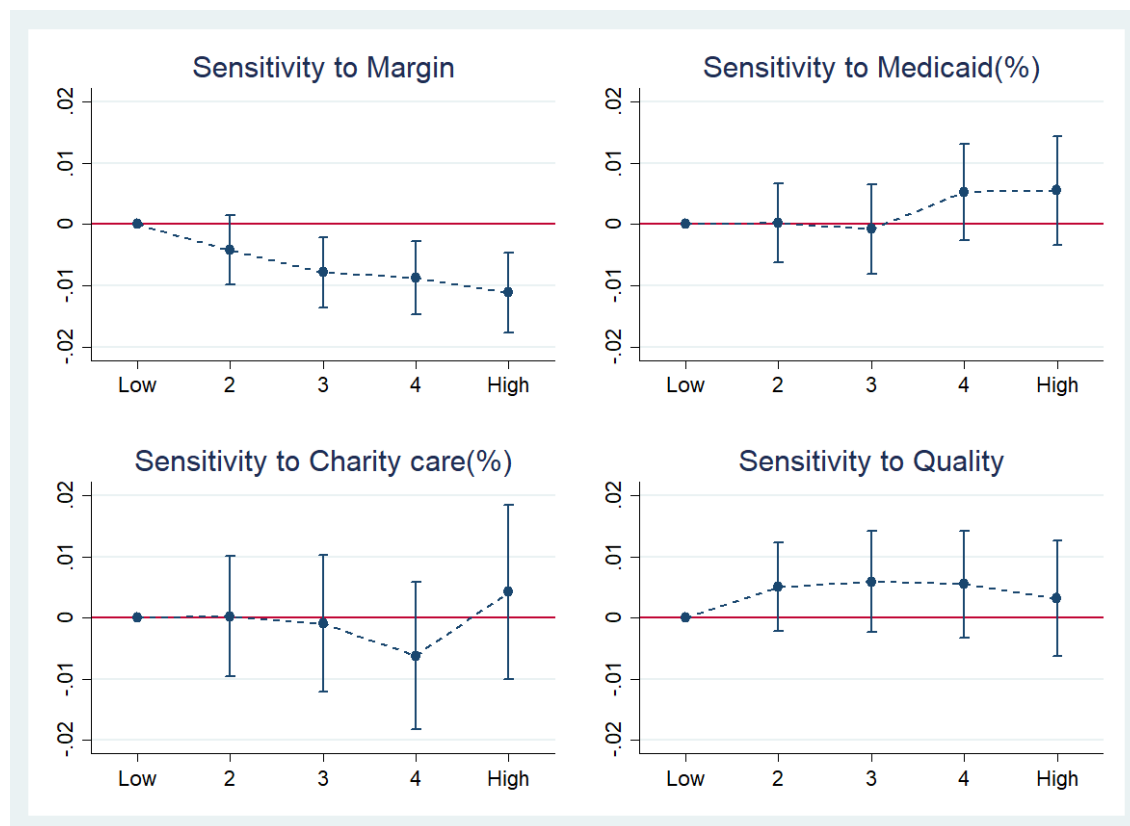 Sensitivity to Margin
.02
.01
0
-.01
-.02
Low 2 3 4 High
Sensitivity to Medicaid(%)
.02
.01
0
-.01
-.02
Low 2 3 4 High
Sensitivity to Charity care(%)
.02
.01
0
-.01
-.02
Low 2 3 4 High
Sensitivity to Quality
.02
.01
0
-.01
-.02
Low 2 3 4 High